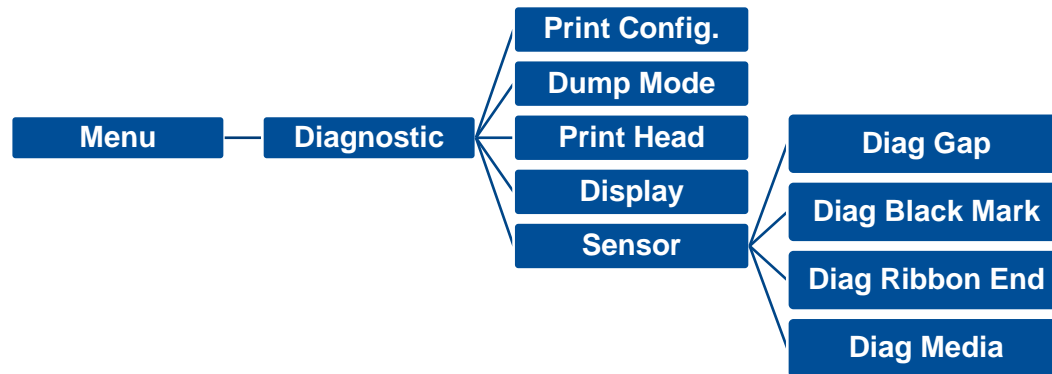 Menu
Diagnostic
Print Config.
Dump Mode
Print Head
Display
Sensor
Diag Gap
Diag Black Mark
Diag Ribbon End
Diag Media